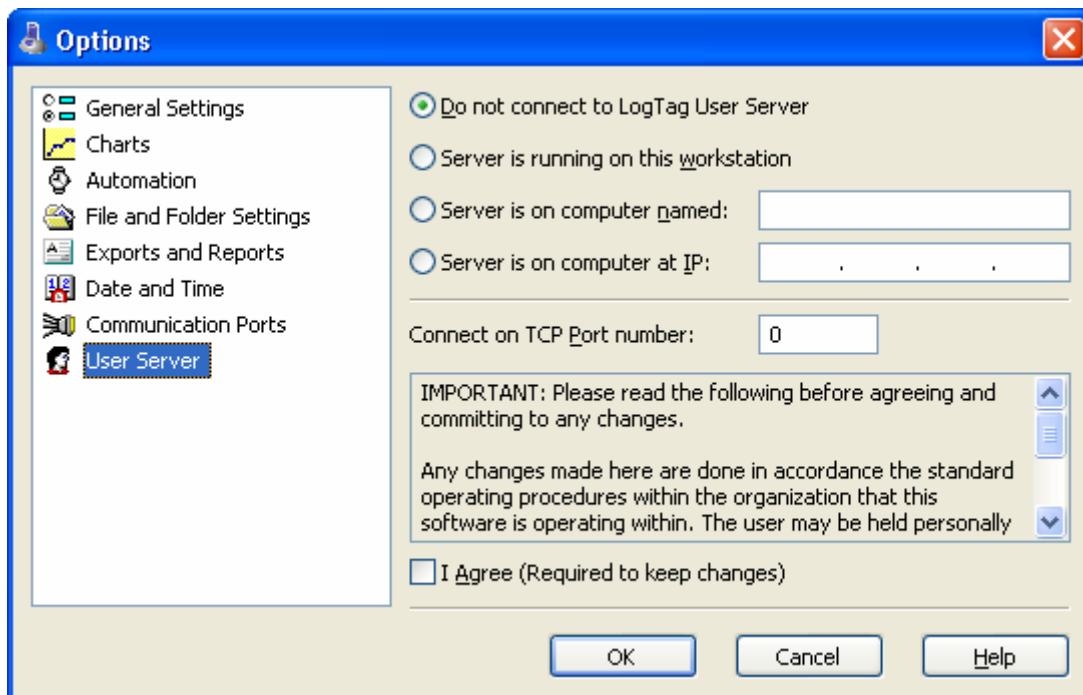 Options
General Settings
Charts
Automation
File and Folder Settings
Exports and Reports
Date and Time
Communication Ports
User Server
Do not connect to LogTag User Server
Server is running on this workstation
Server is on computer named:
Server is on computer at IP:
. . .
Connect on TCP Port number:
0
IMPORTANT: Please read the following before agreeing and
committing to any changes.
Any changes made here are done in accordance the standard
operating procedures within the organization that this
software is operating within. The user may be held personally
I Agree (Required to keep changes)
OK
Cancel
Help